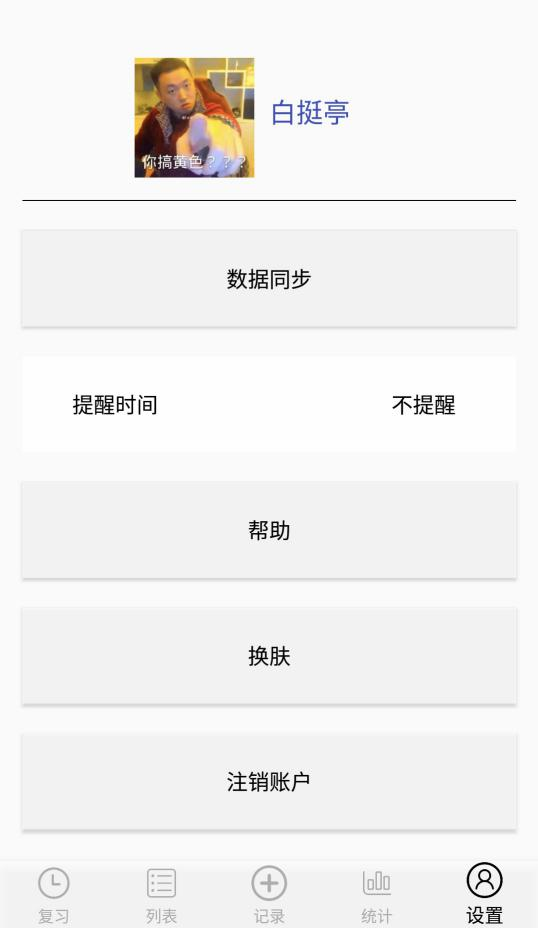 白挺亭
你搞黄色？？？
数据同步
提醒时间 不提醒
帮助
换肤
注销账户
复习 列表 记录 统计 设置